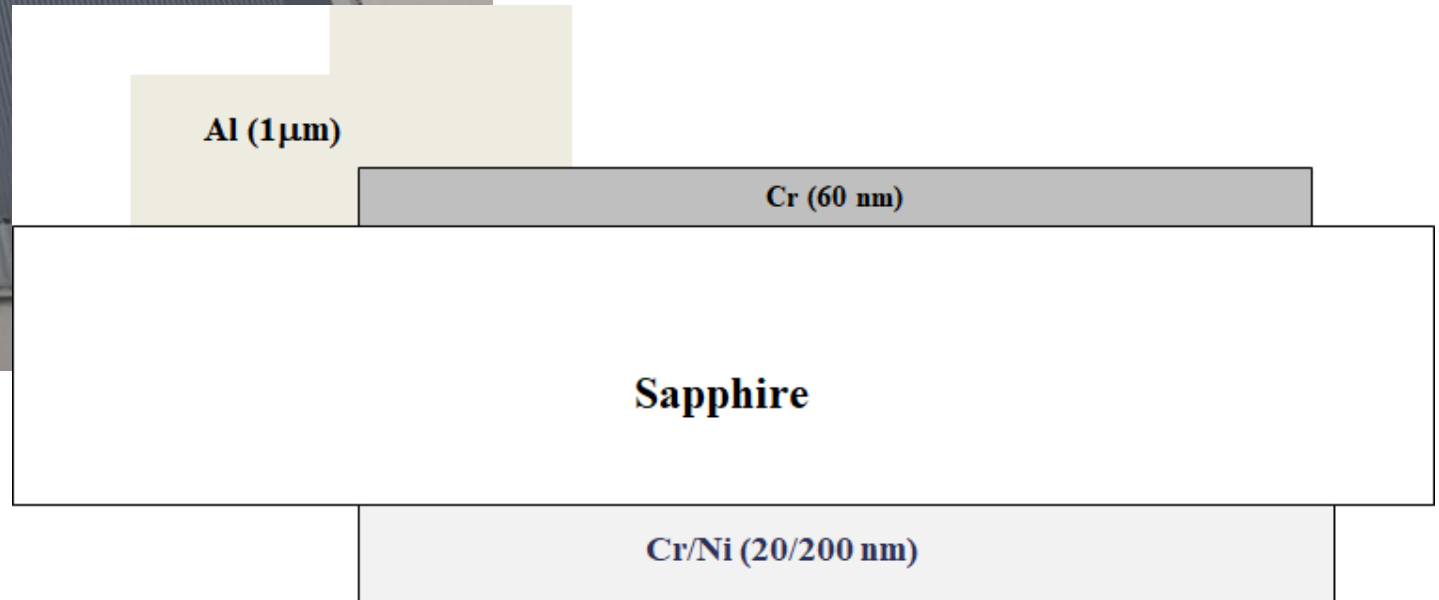 Al (1μm)
Cr (60 nm)
Sapphire
Cr/Ni (20/200 nm)